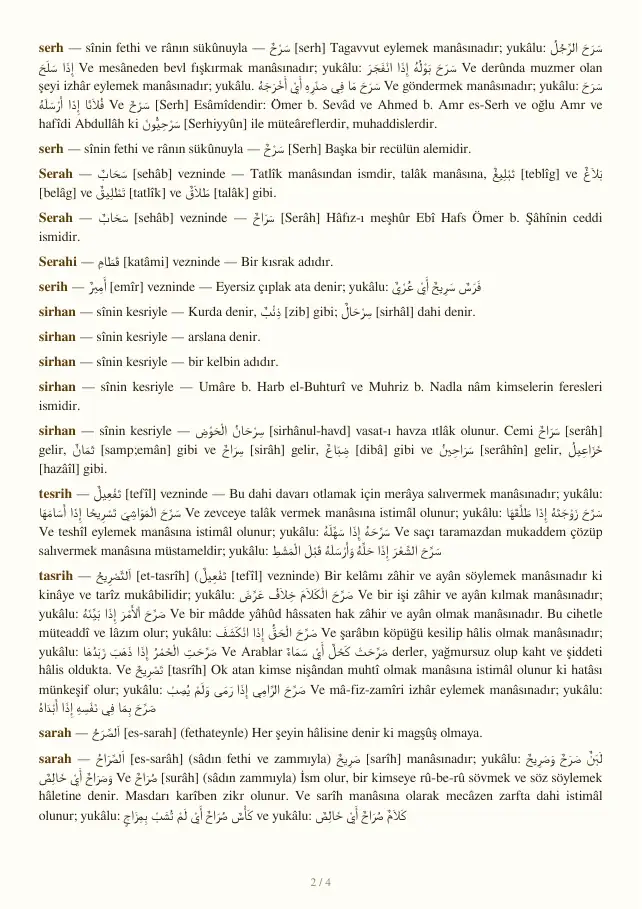 serh — sînin fethi ve rânın sükûnuyla — سَرْحٌ [serh] Tagavvut eylemek manâsınadır; yukâlu: سَرَحَ الرَّجُلُ
إِذَا سَلَحَ Ve mesâneden bevl fışkırmak manâsınadır; yukâlu: سَرَحَ بَوْلُهُ إِذَا انْفَجَرَ Ve derûnda muzmer olan
şeyi izhâr eylemek manâsınadır; yukâlu. سَرَحَ مَا فِي صَدْرِهِ أَيْ أَخْرَجَهُ Ve göndermek manâsınadır; yukâlu: سَرَحَ
فُلَانًا إِذَا أَرْسَلَهُ Ve سَرْحٌ [Serh] Esâmîdendir: Ömer b. Sevâd ve Ahmed b. Amr es-Serh ve oğlu Amr ve
hafîdi Abdullâh ki سَرْحِيُّونَ [Serhiyyûn] ile müteâreflerdir, muhaddislerdir.
serh — sînin fethi ve rânın sükûnuyla — سَرْحٌ [Serh] Başka bir recülün alemidir.
Serah — سَحَابٌ [sehâb] vezninde — Tatlîk manâsından ismdir, talâk manâsına, تَبْلِيغٌ [teblîg] ve بَلَاغٌ
[belâg] ve تَطْلِيقٌ [tatlîk] ve طَلَاقٌ [talâk] gibi.
Serah — سَحَابٌ [sehâb] vezninde — سَرَاحٌ [Serâh] Hâfız-ı meşhûr Ebî Hafs Ömer b. Şâhînin ceddi
ismidir.
Serahi — قَطَامِ [katâmi] vezninde — Bir kısrak adıdır.
serih — أَمِيرٌ [emîr] vezninde — Eyersiz çıplak ata denir; yukâlu: فَرَسٌ سَرِيحٌ أَيْ عُرْيٌ
sirhan — sînin kesriyle — Kurda denir, ذِئْبٌ [zib] gibi; سِرْحَالٌ [sirhâl] dahi denir.
sirhan — sînin kesriyle — arslana denir.
sirhan — sînin kesriyle — bir kelbin adıdır.
sirhan — sînin kesriyle — Umâre b. Harb el-Buhturî ve Muhriz b. Nadla nâm kimselerin feresleri
ismidir.
sirhan — sînin kesriyle — سِرْحَانُ الْحَوْضِ [sirhânul-havd] vasat-ı havza ıtlâk olunur. Cemi سَرَاحٌ [serâh]
gelir, ثَمَانٌ [samp;emân] gibi ve سِرَاحٌ [sirâh] gelir, ضِبَاعٌ [dibâ] gibi ve سَرَاحِينُ [serâhîn] gelir, خَزَاعِيلُ
[hazâîl] gibi.
tesrih — تَفْعِيلٌ [tefîl] vezninde — Bu dahi davarı otlamak için merâya salıvermek manâsınadır; yukâlu:
سَرَّحَ الْمَوَاشِيَ تَسْرِيحًا إِذَا أَسَامَهَا Ve zevceye talâk vermek manâsına istimâl olunur; yukâlu: سَرَّحَ زَوْجَتَهُ إِذَا طَلَّقَهَا
Ve teshîl eylemek manâsına istimâl olunur; yukâlu: سَرَّحَهُ إِذَا سَهَّلَهُ Ve saçı taramazdan mukaddem çözüp
salıvermek manâsına müstameldir; yukâlu: سَرَّحَ الشَّعْرَ إِذَا حَلَّهُ وَأَرْسَلَهُ قَبْلَ الْمَشْطِ
tasrih — اَلتَّصْرِيحُ [et-tasrîh] (تَفْعِيلٌ [tefîl] vezninde) Bir kelâmı zâhir ve ayân söylemek manâsınadır ki
kinâye ve tarîz mukâbilidir; yukâlu: صَرَّحَ الْكَلَامَ خِلَافُ عَرَّضَ Ve bir işi zâhir ve ayân kılmak manâsınadır;
yukâlu: صَرَّحَ الْأَمْرَ إِذَا بَيَّنَهُ Ve bir mâdde yâhûd hâssaten hak zâhir ve ayân olmak manâsınadır. Bu cihetle
müteaddî ve lâzım olur; yukâlu: صَرَّحَ الْحَقُّ إِذَا انْكَشَفَ Ve şarâbın köpüğü kesilip hâlis olmak manâsınadır;
yukâlu: صَرَّحَتِ الْخَمْرُ إِذَا ذَهَبَ زَبَدُهَا Ve Arablar صَرَّحَتْ كَحْلٌ أَيْ سَمَاءٌ derler, yağmursuz olup kaht ve şiddeti
hâlis oldukta. Ve تَصْرِيحٌ [tasrîh] Ok atan kimse nişândan muhtî olmak manâsına istimâl olunur ki hatâsı
münkeşif olur; yukâlu: صَرَّحَ الرَّامِي إِذَا رَمَى وَلَمْ يُصِبْ Ve mâ-fiz-zamîri izhâr eylemek manâsınadır; yukâlu:
صَرَّحَ بِمَا فِي نَفْسِهِ إِذَا أَبْدَاهُ
sarah — اَلصَّرَحُ [es-sarah] (fethateynle) Her şeyin hâlisine denir ki magşûş olmaya.
sarah — اَلصَّرَاحُ [es-sarâh] (sâdın fethi ve zammıyla) صَرِيحٌ [sarîh] manâsınadır; yukâlu: لَبَنٌ صَرَحٌ وَصَرِيحٌ
وَصَرَاحٌ أَيْ خَالِصٌ Ve صُرَاحٌ [surâh] (sâdın zammıyla) İsm olur, bir kimseye rû-be-rû sövmek ve söz söylemek
hâletine denir. Masdarı karîben zikr olunur. Ve sarîh manâsına olarak mecâzen zarfta dahi istimâl
olunur; yukâlu: كَأْسٌ صُرَاحٌ أَيْ لَمْ تُشَبْ بِمِزَاجٍ ve yukâlu: كَلَامٌ صُرَاحٌ أَيْ خَالِصٌ
2 / 4